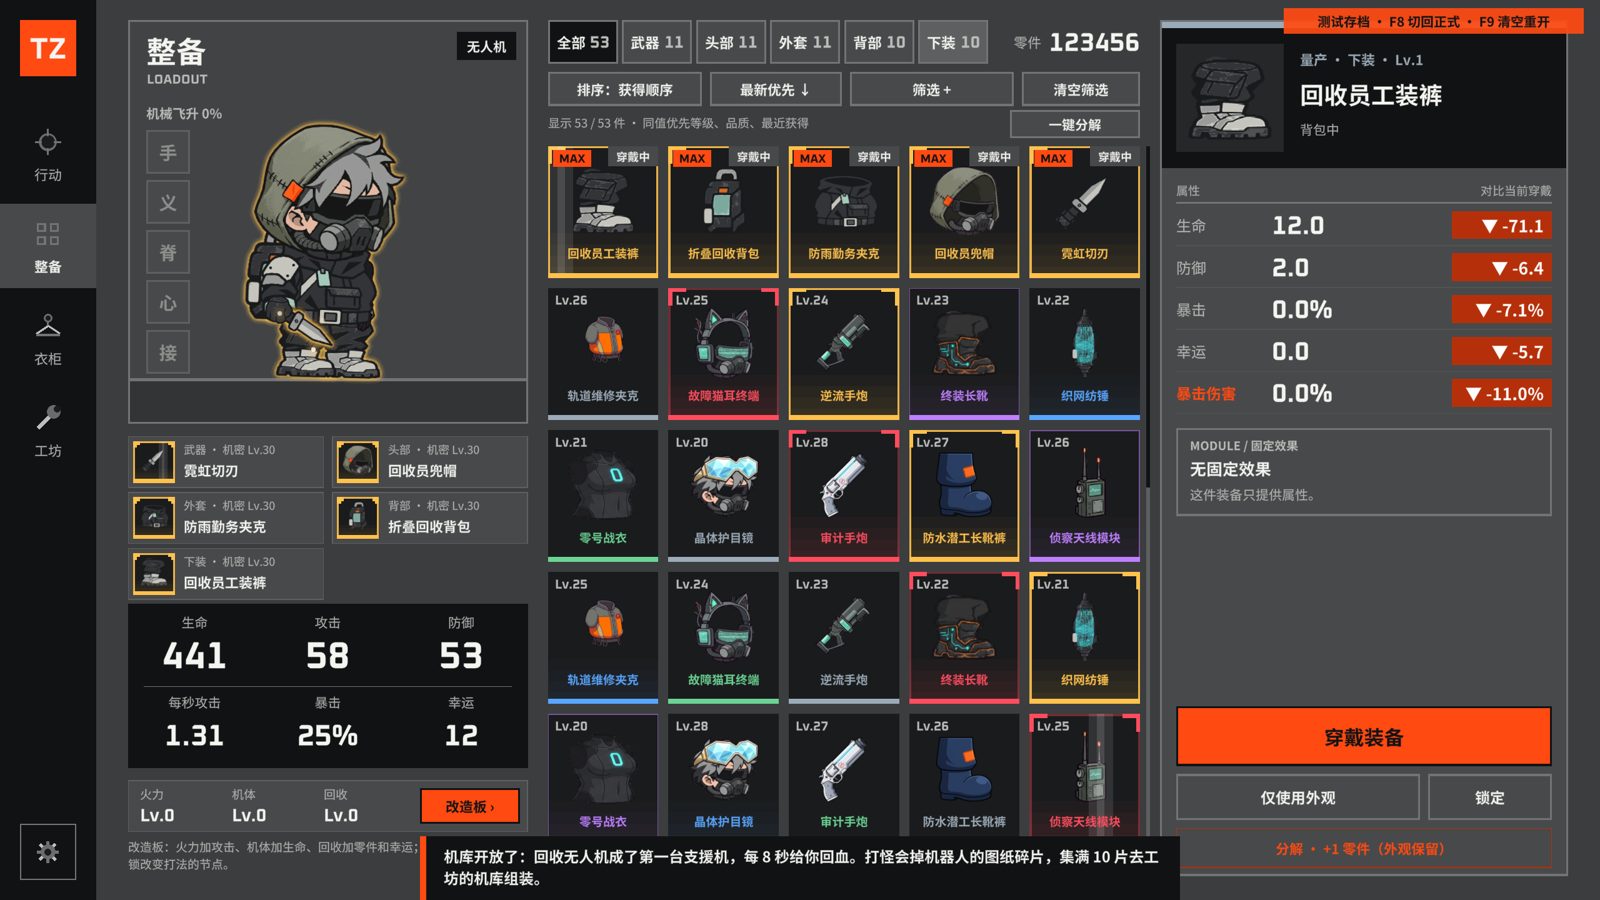 TZ
行动
整备
衣柜
工坊
整备
LOADOUT
无人机
机械飞升 0%
手
义
脊
心
接
武器 · 机密 Lv.30
霓虹切刃
头部 · 机密 Lv.30
回收员兜帽
外套 · 机密 Lv.30
防雨勤务夹克
背部 · 机密 Lv.30
折叠回收背包
下装 · 机密 Lv.30
回收员工装裤
生命 攻击 防御
441 58 53
每秒攻击 暴击 幸运
1.31 25% 12
火力 机体 回收
Lv.0 Lv.0 Lv.0
改造板 ›
改造板：火力加攻击、机体加生命、回收加零件和幸运；
锁改变打法的节点。
全部 53 武器 11 头部 11 外套 11 背部 10 下装 10
零件 123456
排序：获得顺序 最新优先 ↓ 筛选 + 清空筛选
显示 53 / 53 件 · 同值优先等级、品质、最近获得
一键分解
MAX 穿戴中 MAX 穿戴中 MAX 穿戴中 MAX 穿戴中 MAX 穿戴中
回收员工装裤 折叠回收背包 防雨勤务夹克 回收员兜帽 霓虹切刃
Lv.26 Lv.25 Lv.24 Lv.23 Lv.22
轨道维修夹克 故障猫耳终端 逆流手炮 终装长靴 织网纺锤
Lv.21 Lv.20 Lv.28 Lv.27 Lv.26
零号战衣 晶体护目镜 审计手炮 防水潜工长靴裤 侦察天线模块
Lv.25 Lv.24 Lv.23 Lv.22 Lv.21
轨道维修夹克 故障猫耳终端 逆流手炮 终装长靴 织网纺锤
Lv.20 Lv.28 Lv.27 Lv.26 Lv.25
零号战衣 晶体护目镜 审计手炮 防水潜工长靴裤 侦察天线模块
机库开放了：回收无人机成了第一台支援机，每 8 秒给你回血。打怪会掉机器人的图纸碎片，集满 10 片去工
坊的机库组装。
测试存档 · F8 切回正式 · F9 清空重开
量产 · 下装 · Lv.1
回收员工装裤
背包中
属性 对比当前穿戴
生命 12.0 ▼ -71.1
防御 2.0 ▼ -6.4
暴击 0.0% ▼ -7.1%
幸运 0.0 ▼ -5.7
暴击伤害 0.0% ▼ -11.0%
MODULE / 固定效果
无固定效果
这件装备只提供属性。
穿戴装备
仅使用外观 锁定
分解 · +1 零件（外观保留）